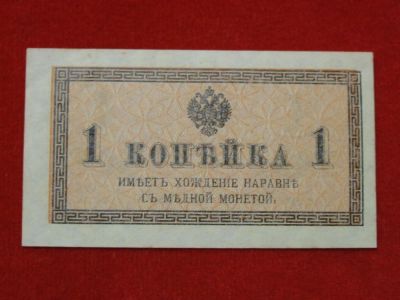 1 КОПѢЙКА 1
ИМѢЕТЪ ХОЖДЕНІЕ НАРАВНѢ
СЪ МѢДНОЙ МОНЕТОЙ.